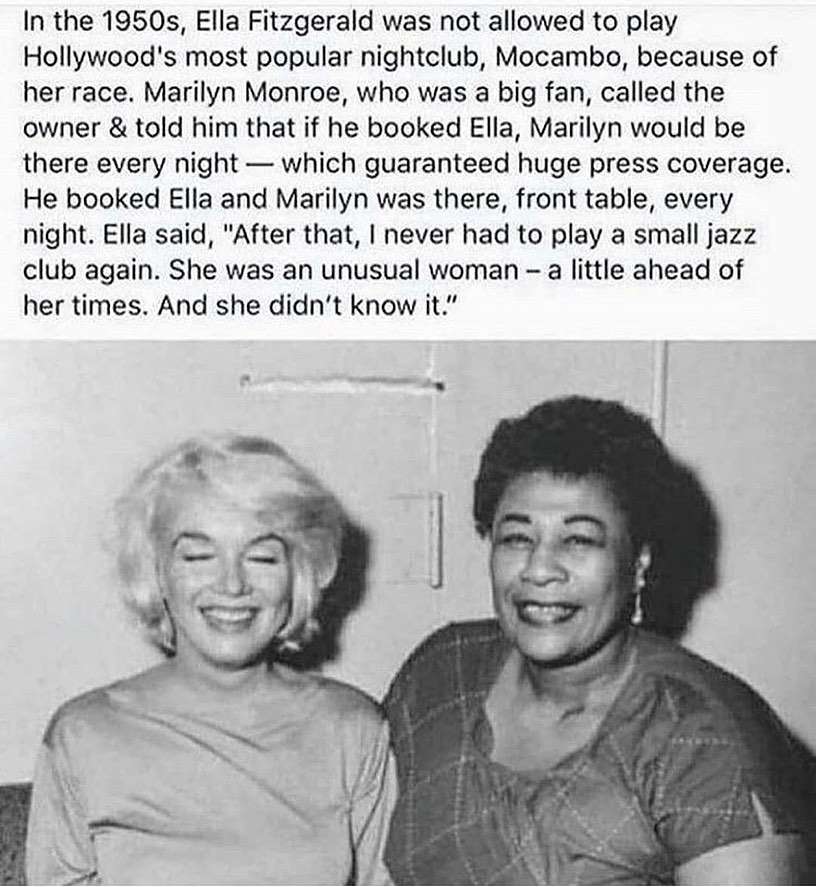 In the 1950s, Ella Fitzgerald was not allowed to play
Hollywood's most popular nightclub, Mocambo, because of
her race. Marilyn Monroe, who was a big fan, called the
owner & told him that if he booked Ella, Marilyn would be
there every night — which guaranteed huge press coverage.
He booked Ella and Marilyn was there, front table, every
night. Ella said, "After that, I never had to play a small jazz
club again. She was an unusual woman – a little ahead of
her times. And she didn't know it."